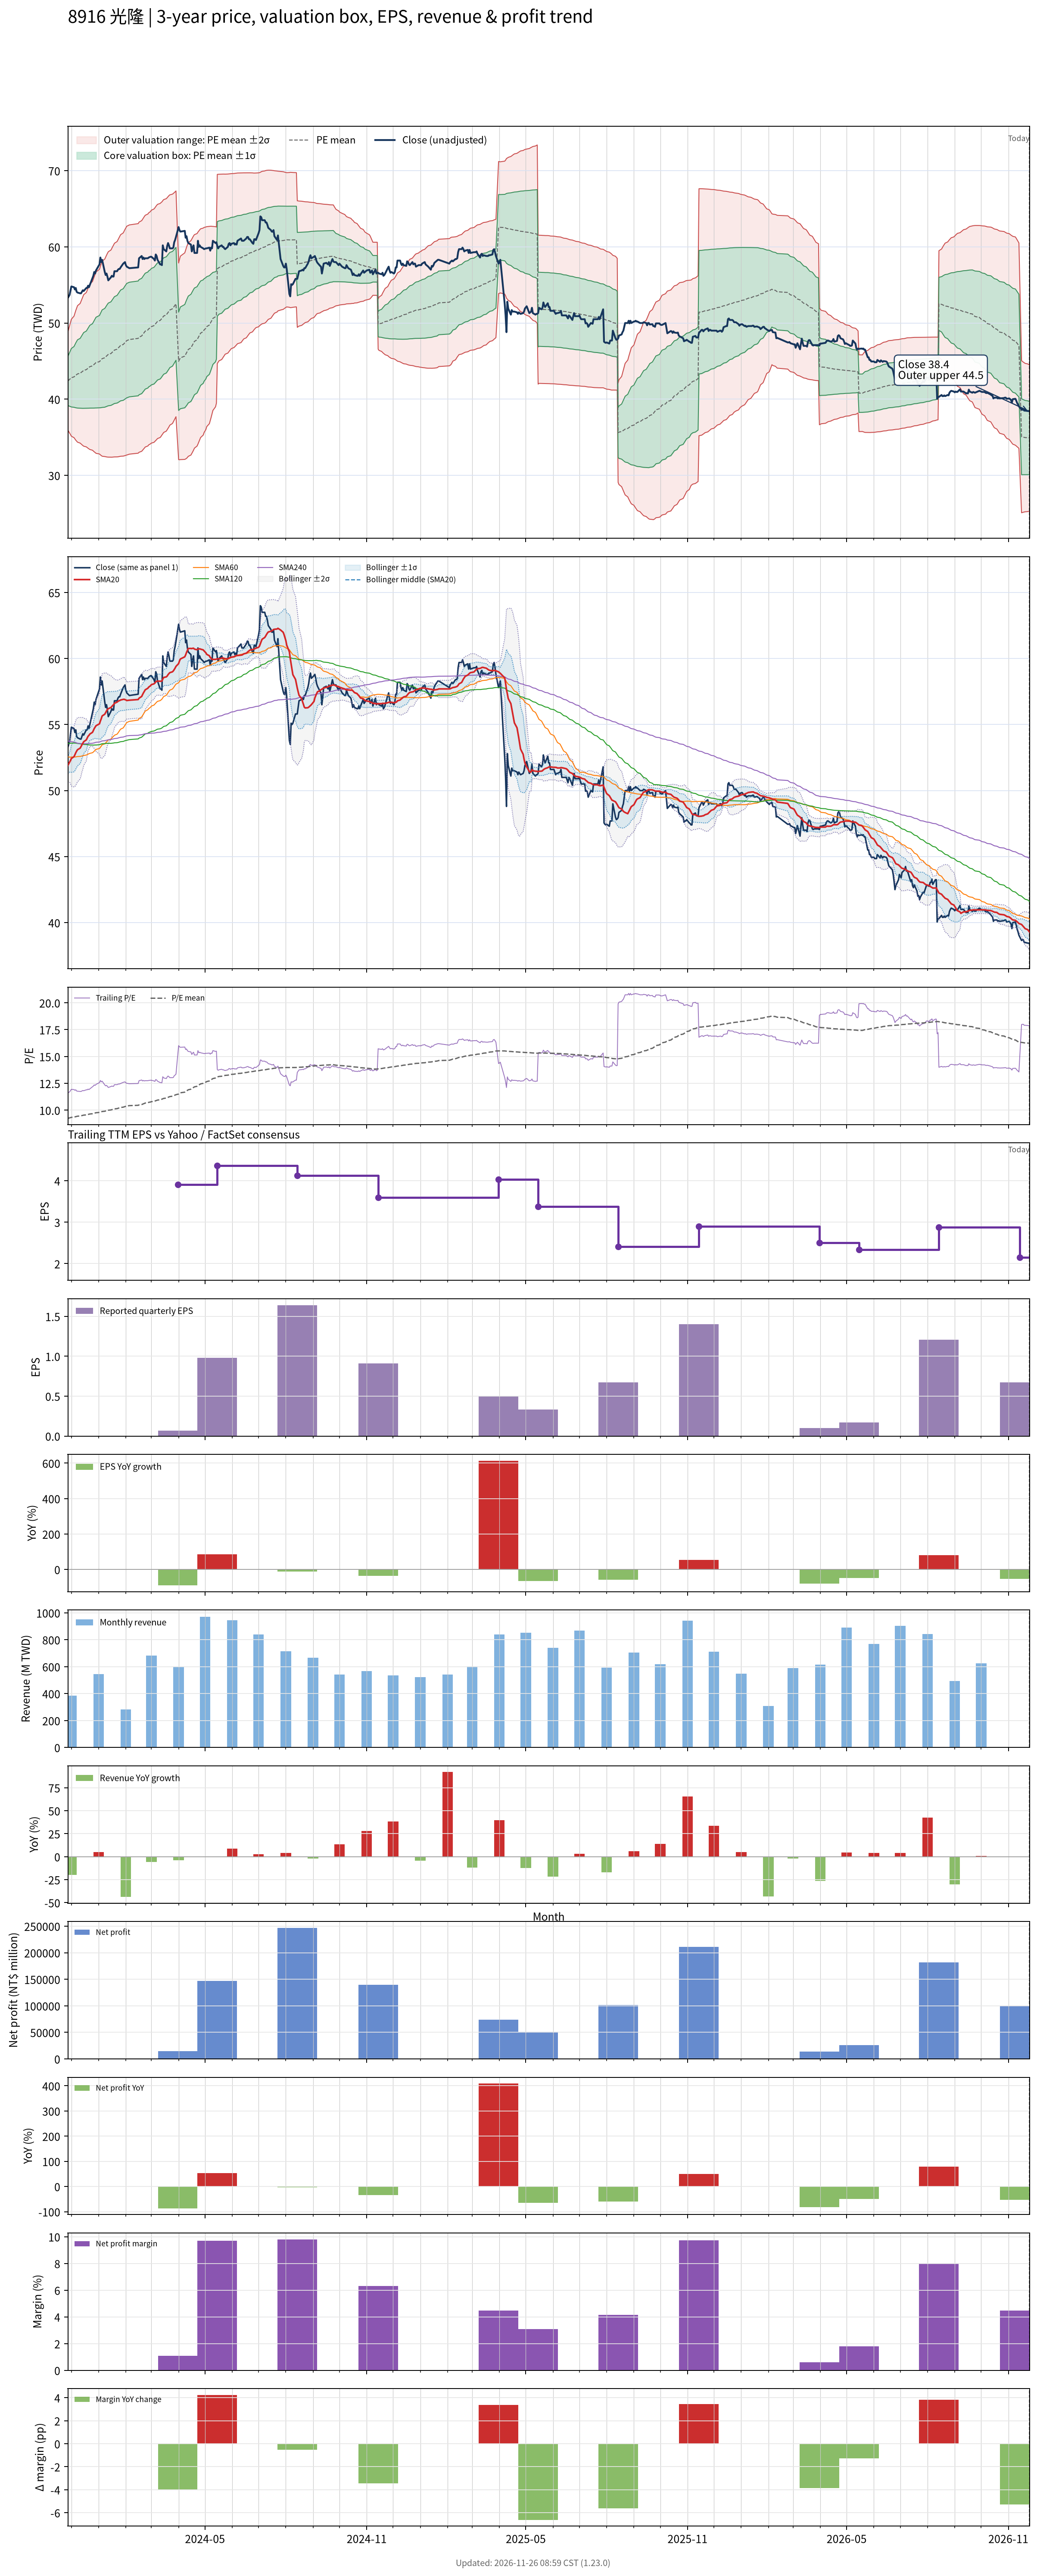 8916 光隆 | 3-year price, valuation box, EPS, revenue & profit trend
Outer valuation range: PE mean ±2σ
PE mean
Close (unadjusted)
Core valuation box: PE mean ±1σ
Today
70
60
50
40
30
Price (TWD)
Close 38.4
Outer upper 44.5
Close (same as panel 1)
SMA60
SMA240
Bollinger ±1σ
SMA20
SMA120
Bollinger ±2σ
Bollinger middle (SMA20)
65
60
55
50
45
40
Price
Trailing P/E
P/E mean
20.0
17.5
15.0
12.5
10.0
P/E
Trailing TTM EPS vs Yahoo / FactSet consensus
Today
4
3
2
EPS
Reported quarterly EPS
1.5
1.0
0.5
0.0
EPS
EPS YoY growth
600
400
200
0
YoY (%)
Monthly revenue
1000
800
600
400
200
0
Revenue (M TWD)
Revenue YoY growth
75
50
25
0
-25
-50
YoY (%)
Month
Net profit
250000
200000
150000
100000
50000
0
Net profit (NT$ million)
Net profit YoY
400
300
200
100
0
-100
YoY (%)
Net profit margin
10
8
6
4
2
0
Margin (%)
Margin YoY change
4
2
0
-2
-4
-6
Δ margin (pp)
2024-05
2024-11
2025-05
2025-11
2026-05
2026-11
Updated: 2026-11-26 08:59 CST (1.23.0)